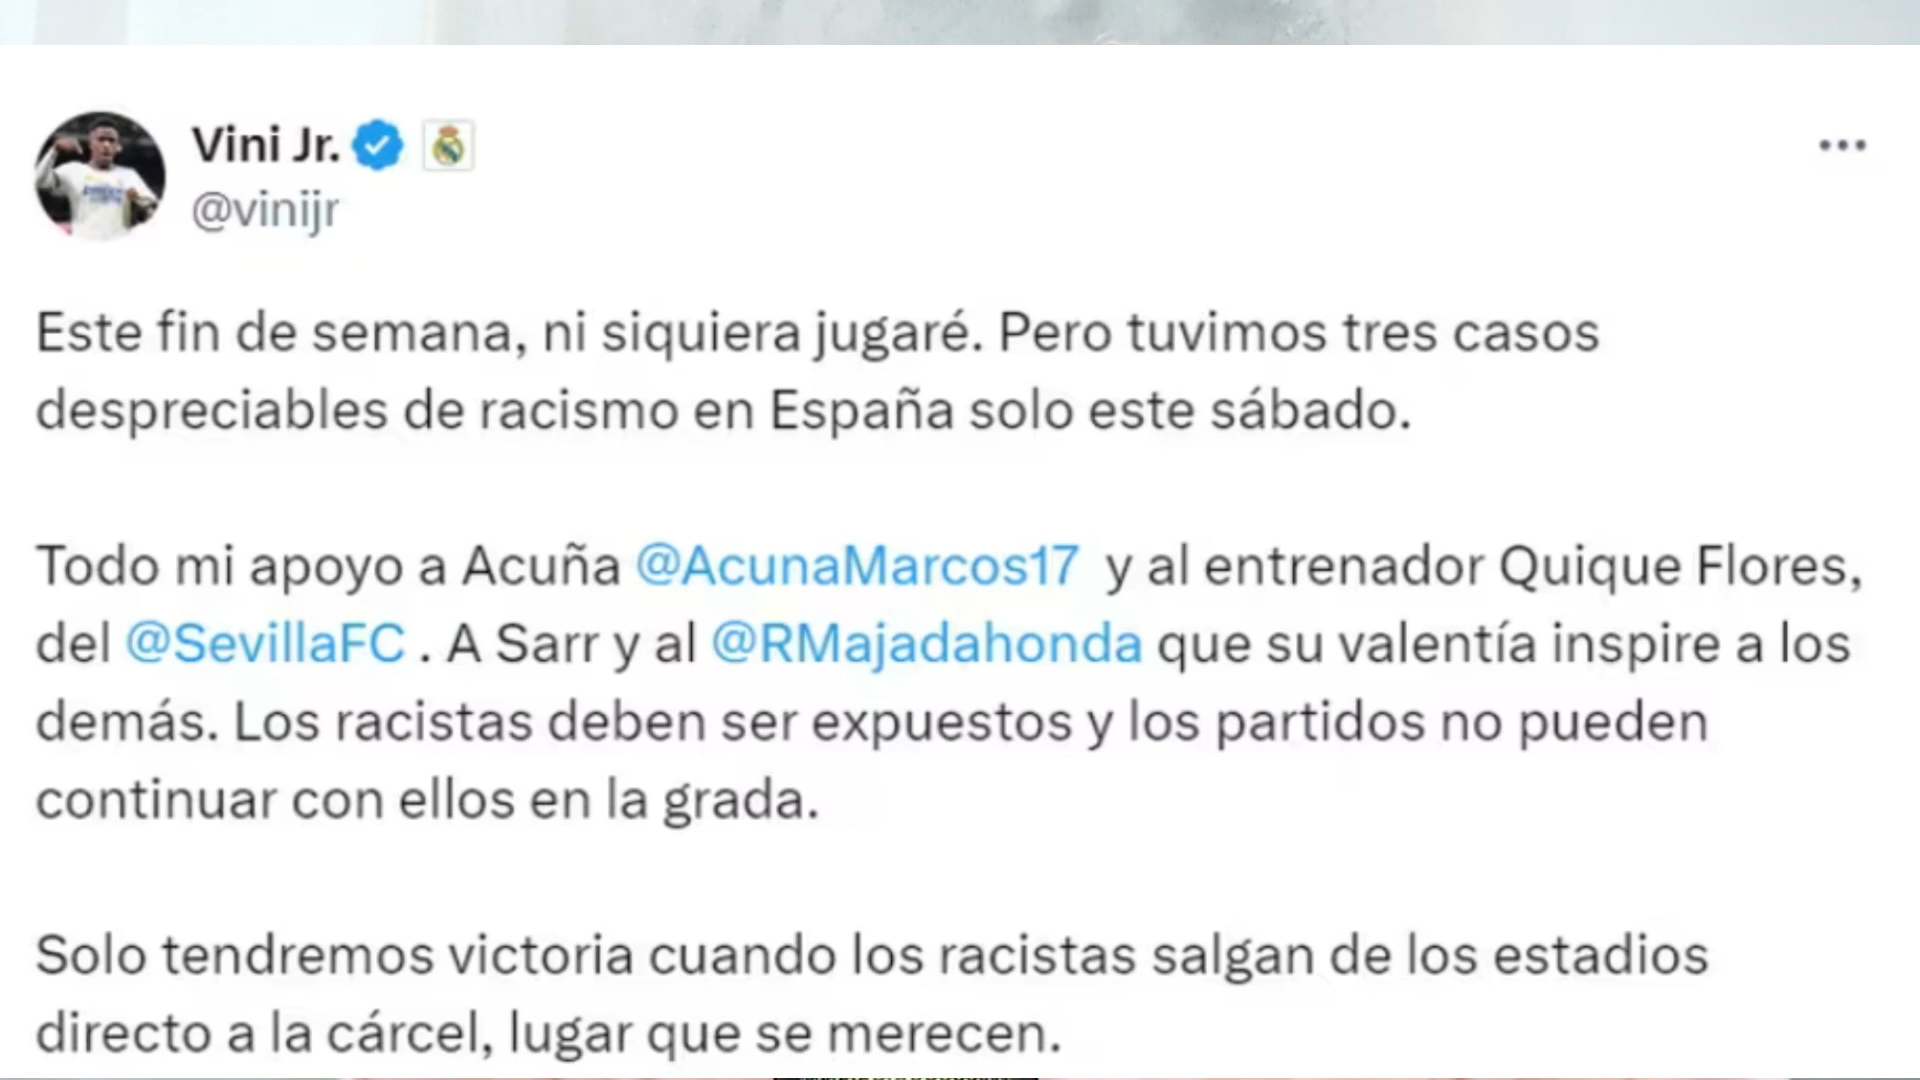 Vini Jr.
@vinijr
Este fin de semana, ni siquiera jugaré. Pero tuvimos tres casos
despreciables de racismo en España solo este sábado.
Todo mi apoyo a Acuña @AcunaMarcos17 y al entrenador Quique Flores,
del @SevillaFC . A Sarr y al @RMajadahonda que su valentía inspire a los
demás. Los racistas deben ser expuestos y los partidos no pueden
continuar con ellos en la grada.
Solo tendremos victoria cuando los racistas salgan de los estadios
directo a la cárcel, lugar que se merecen.